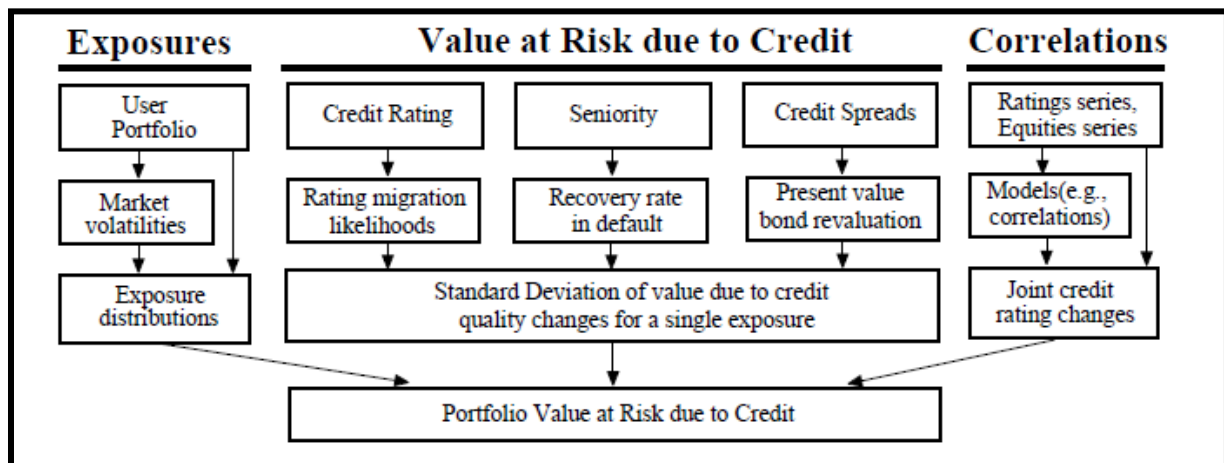 Exposures
Value at Risk due to Credit
Correlations
User
Portfolio
Credit Rating
Seniority
Credit Spreads
Ratings series,
Equities series
Market
volatilities
Rating migration
likelihoods
Recovery rate
in default
Present value
bond revaluation
Models(e.g.,
correlations)
Exposure
distributions
Standard Deviation of value due to credit
quality changes for a single exposure
Joint credit
rating changes
Portfolio Value at Risk due to Credit